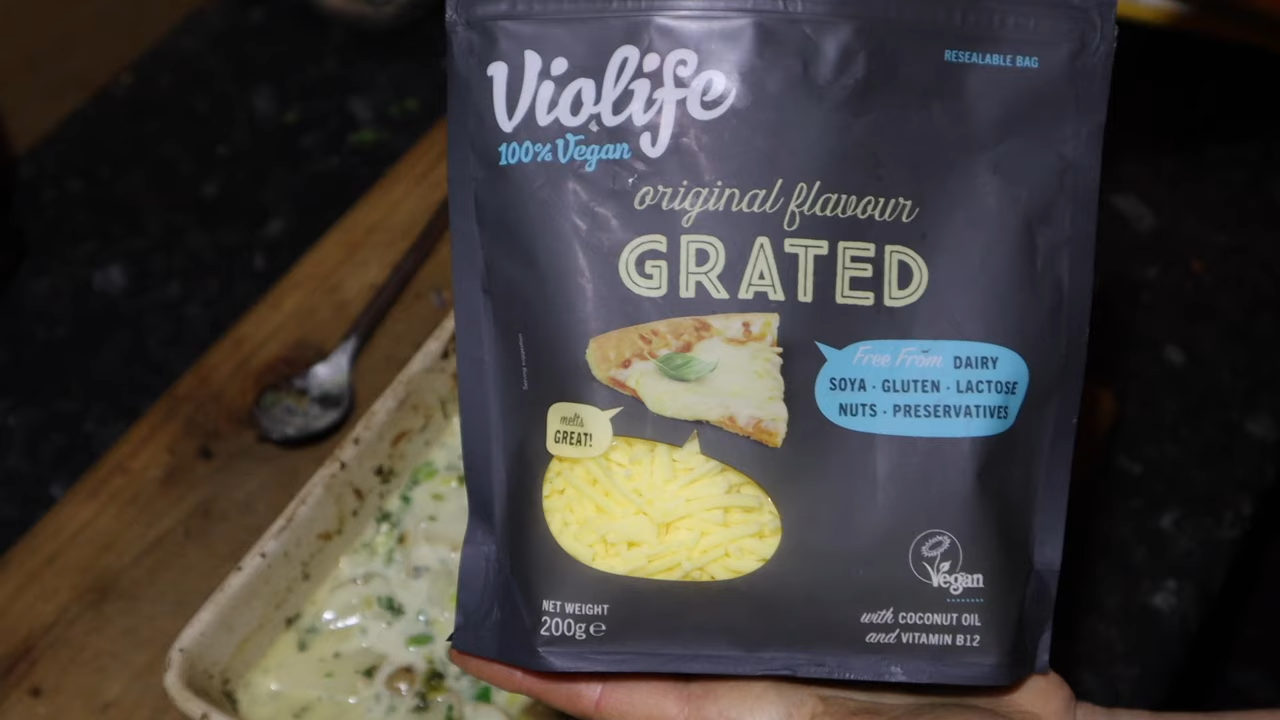 Violife
100% Vegan
RESEALABLE BAG
original flavour
GRATED
Free From DAIRY
SOYA · GLUTEN · LACTOSE
NUTS · PRESERVATIVES
melts
GREAT!
Vegan
NET WEIGHT
200g e
with COCONUT OIL
and VITAMIN B12